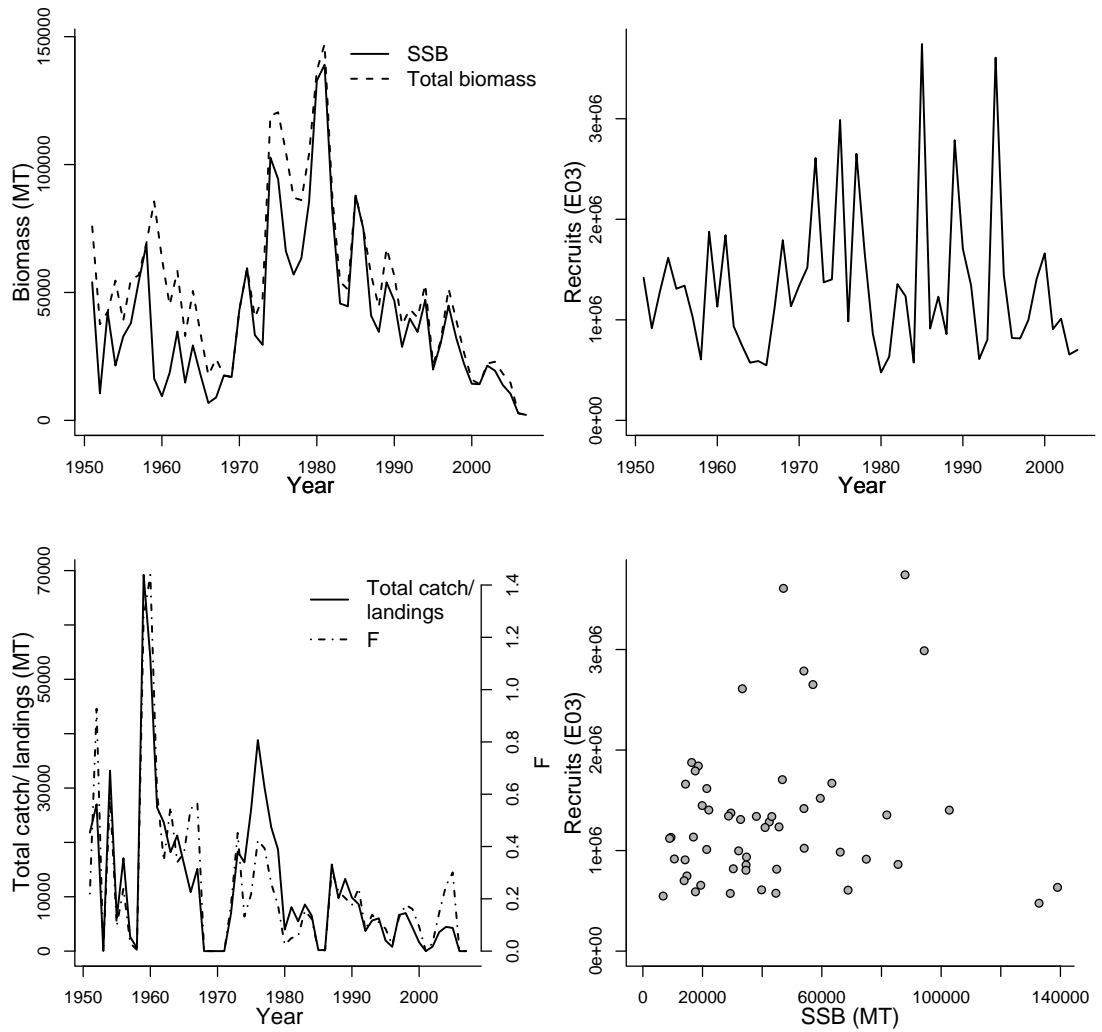 SSB
Total biomass
Biomass (MT)
0
50000
100000
150000
1950 1960 1970 1980 1990 2000
Year
Recruits (E03)
0e+00
1e+06
2e+06
3e+06
1950 1960 1970 1980 1990 2000
Year
Total catch/
landings
F
Total catch/ landings (MT)
0
10000
30000
50000
70000
F
0.0
0.2
0.4
0.6
0.8
1.0
1.2
1.4
1950 1960 1970 1980 1990 2000
Year
Recruits (E03)
0e+00
1e+06
2e+06
3e+06
0 20000 60000 100000 140000
SSB (MT)